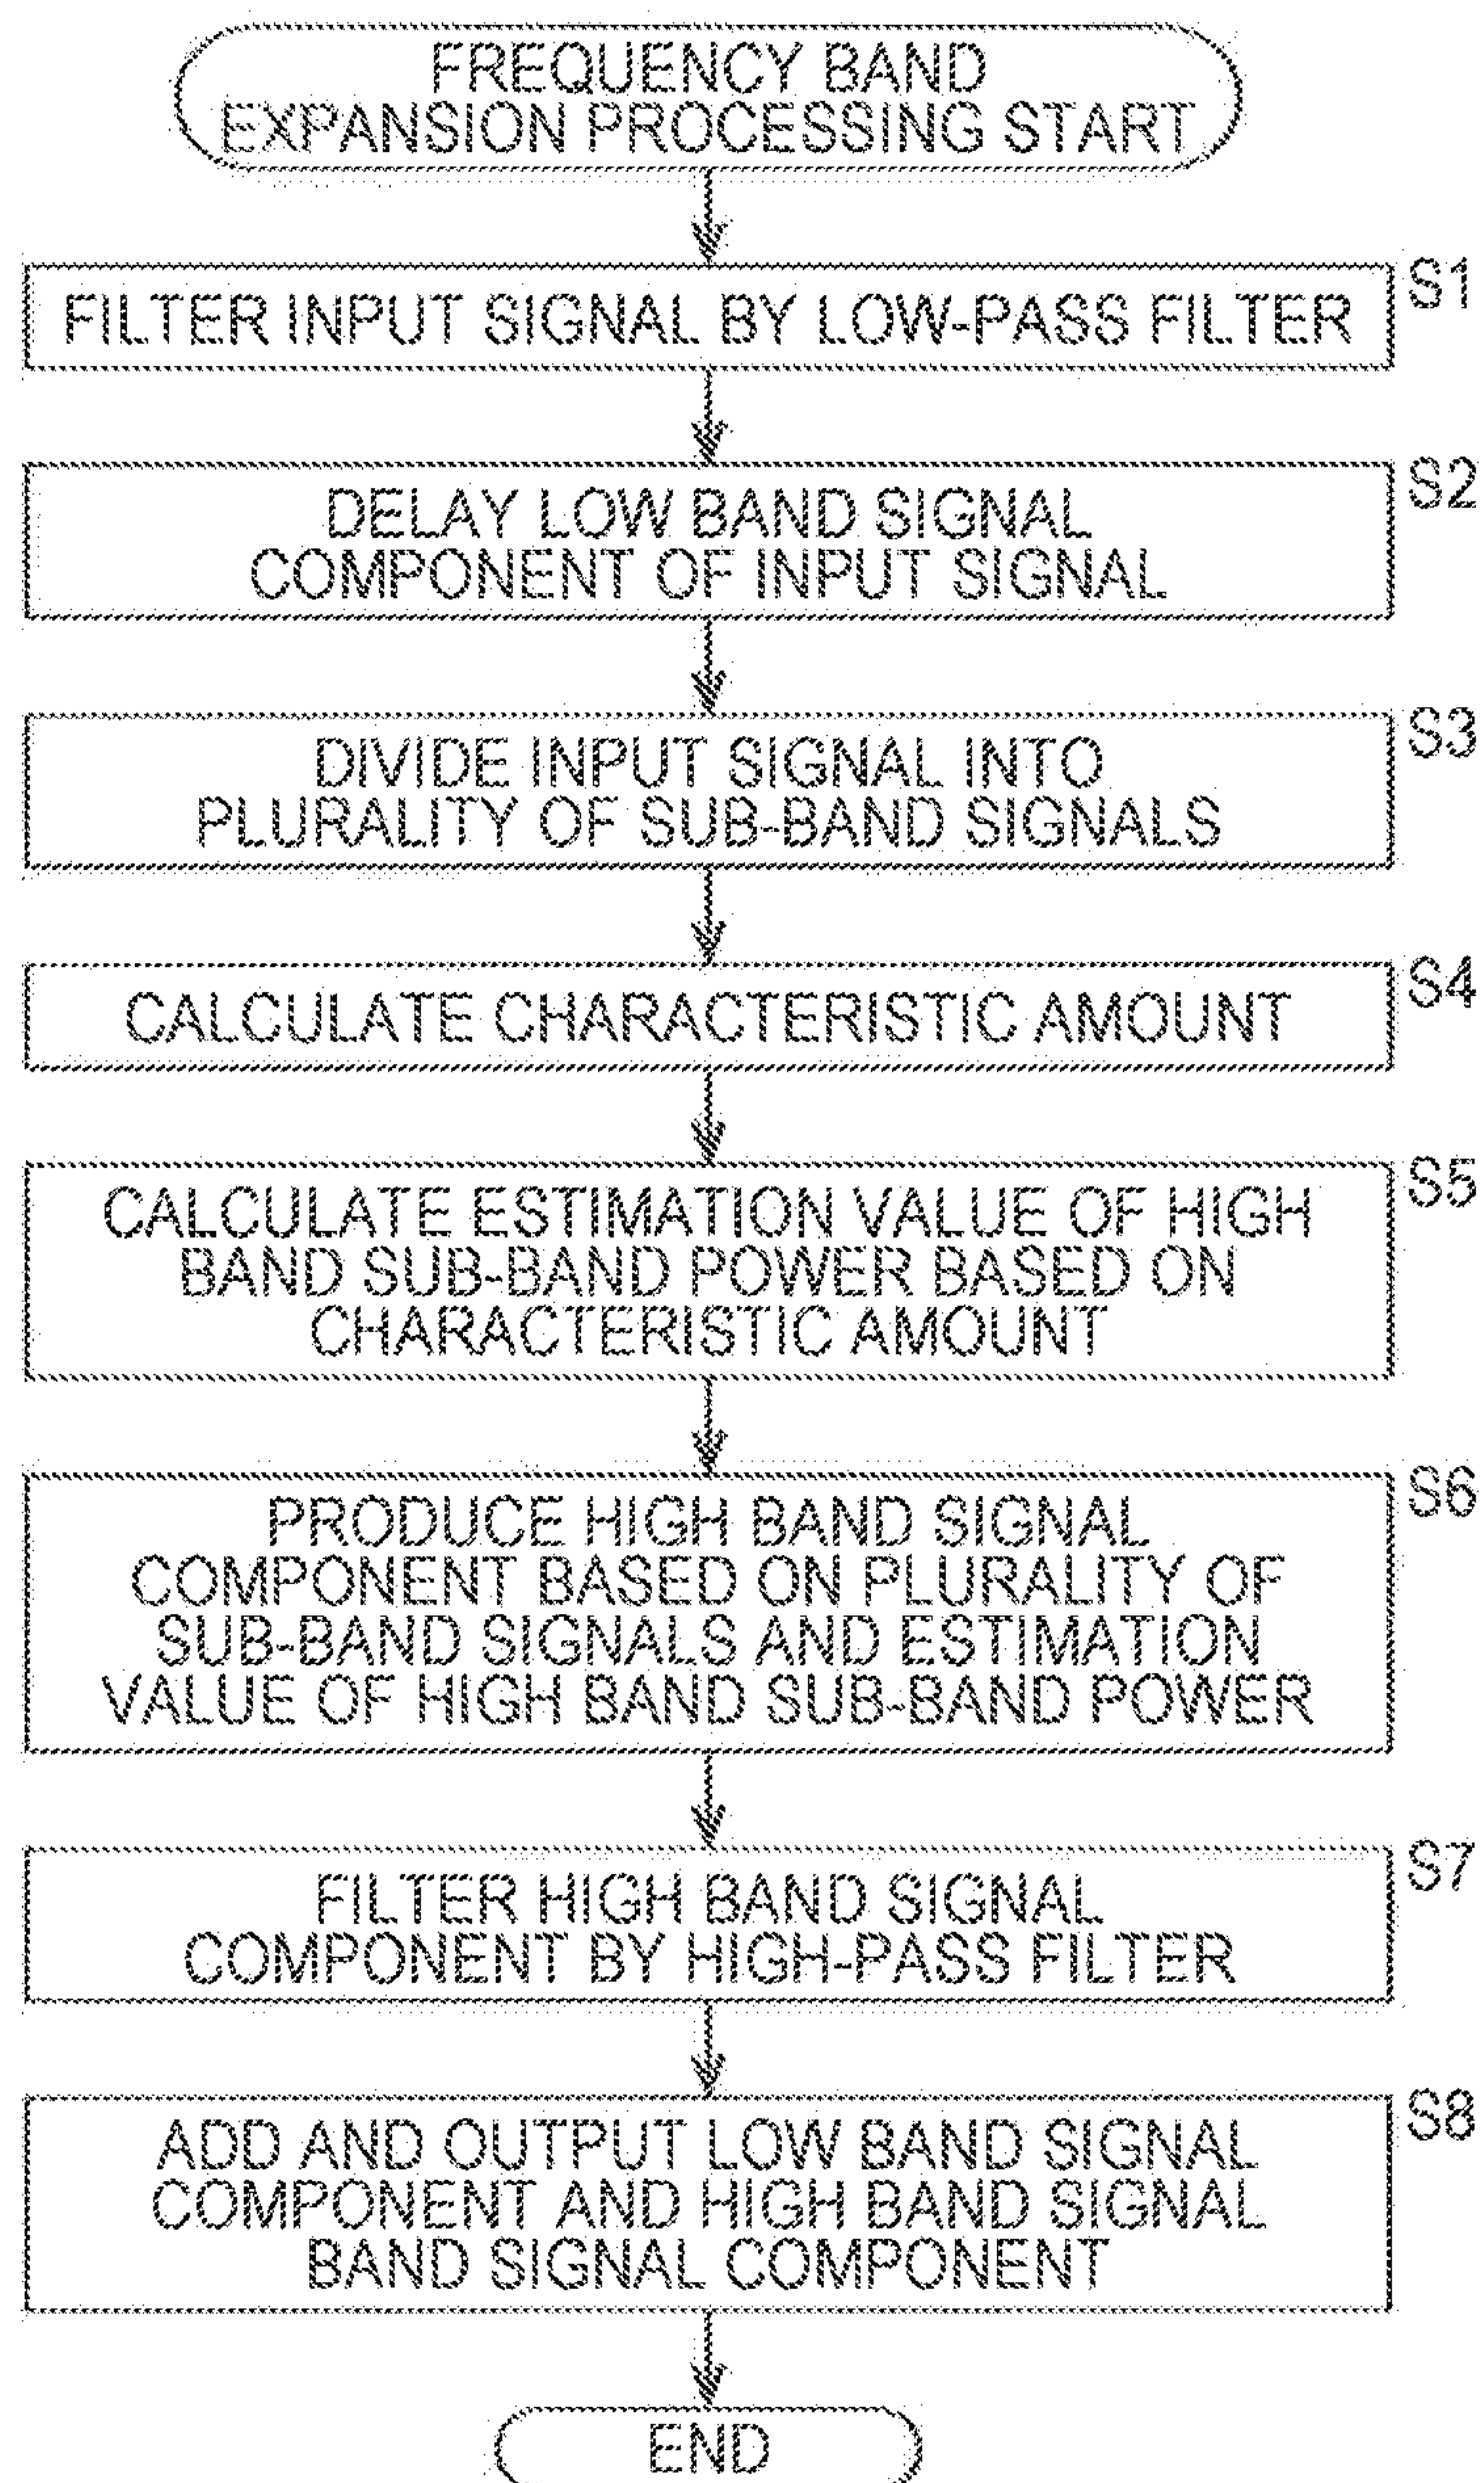 FREQUENCY BAND
EXPANSION PROCESSING START
S1
FILTER INPUT SIGNAL BY LOW-PASS FILTER
S2
DELAY LOW BAND SIGNAL
COMPONENT OF INPUT SIGNAL
S3
DIVIDE INPUT SIGNAL INTO
PLURALITY OF SUB-BAND SIGNALS
S4
CALCULATE CHARACTERISTIC AMOUNT
S5
CALCULATE ESTIMATION VALUE OF HIGH
BAND SUB-BAND POWER BASED ON
CHARACTERISTIC AMOUNT
S6
PRODUCE HIGH BAND SIGNAL
COMPONENT BASED ON PLURALITY OF
SUB-BAND SIGNALS AND ESTIMATION
VALUE OF HIGH BAND SUB-BAND POWER
S7
FILTER HIGH BAND SIGNAL
COMPONENT BY HIGH-PASS FILTER
S8
ADD AND OUTPUT LOW BAND SIGNAL
COMPONENT AND HIGH BAND SIGNAL
BAND SIGNAL COMPONENT
END